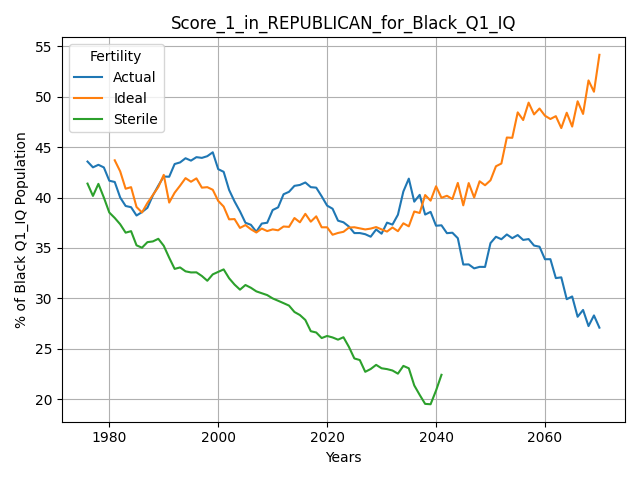 Score_1_in_REPUBLICAN_for_Black_Q1_IQ
% of Black Q1_IQ Population
55
50
45
40
35
30
25
20
Fertility
Actual
Ideal
Sterile
1980 2000 2020 2040 2060
Years